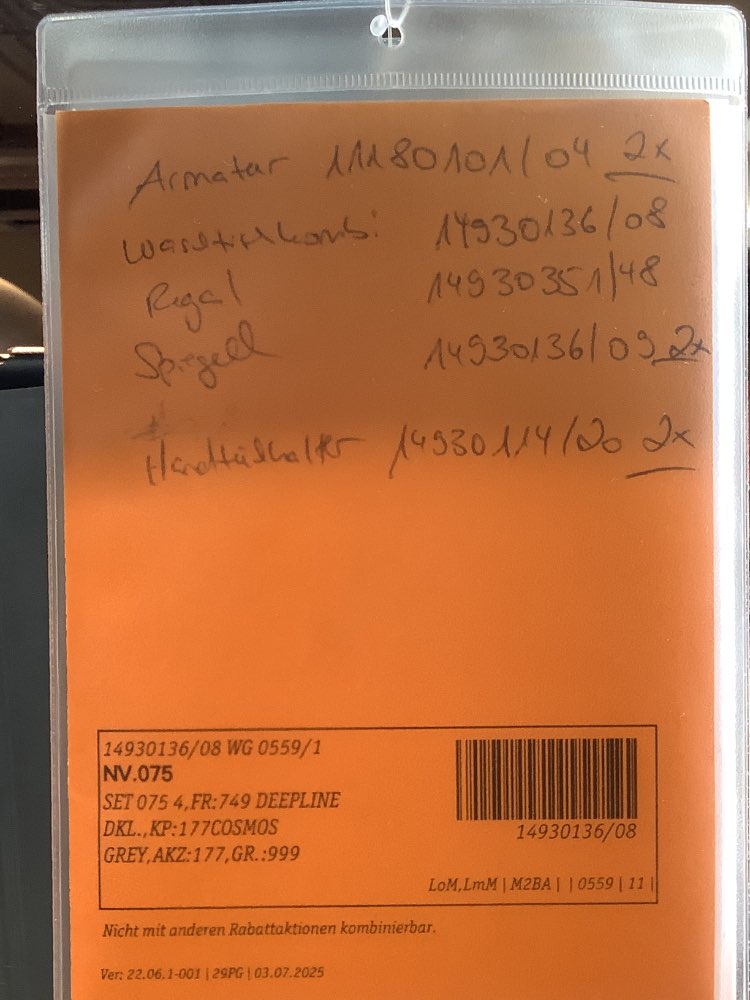 Armatur 11180101/04 2x
Waschtischkombi 14930136/08
Regal 14930351/48
Spiegel 14930136/09 2x
Handtuchhalter 14930114/20 2x
14930136/08 WG 0559/1
NV.075
SET 075 4,FR:749 DEEPLINE
DKL.,KP:177COSMOS
GREY,AKZ:177,GR.:999
14930136/08
LoM,LmM | M2BA | | 0559 | 11 |
Nicht mit anderen Rabattaktionen kombinierbar.
Ver: 22.06.1-001 | 29PG | 03.07.2025